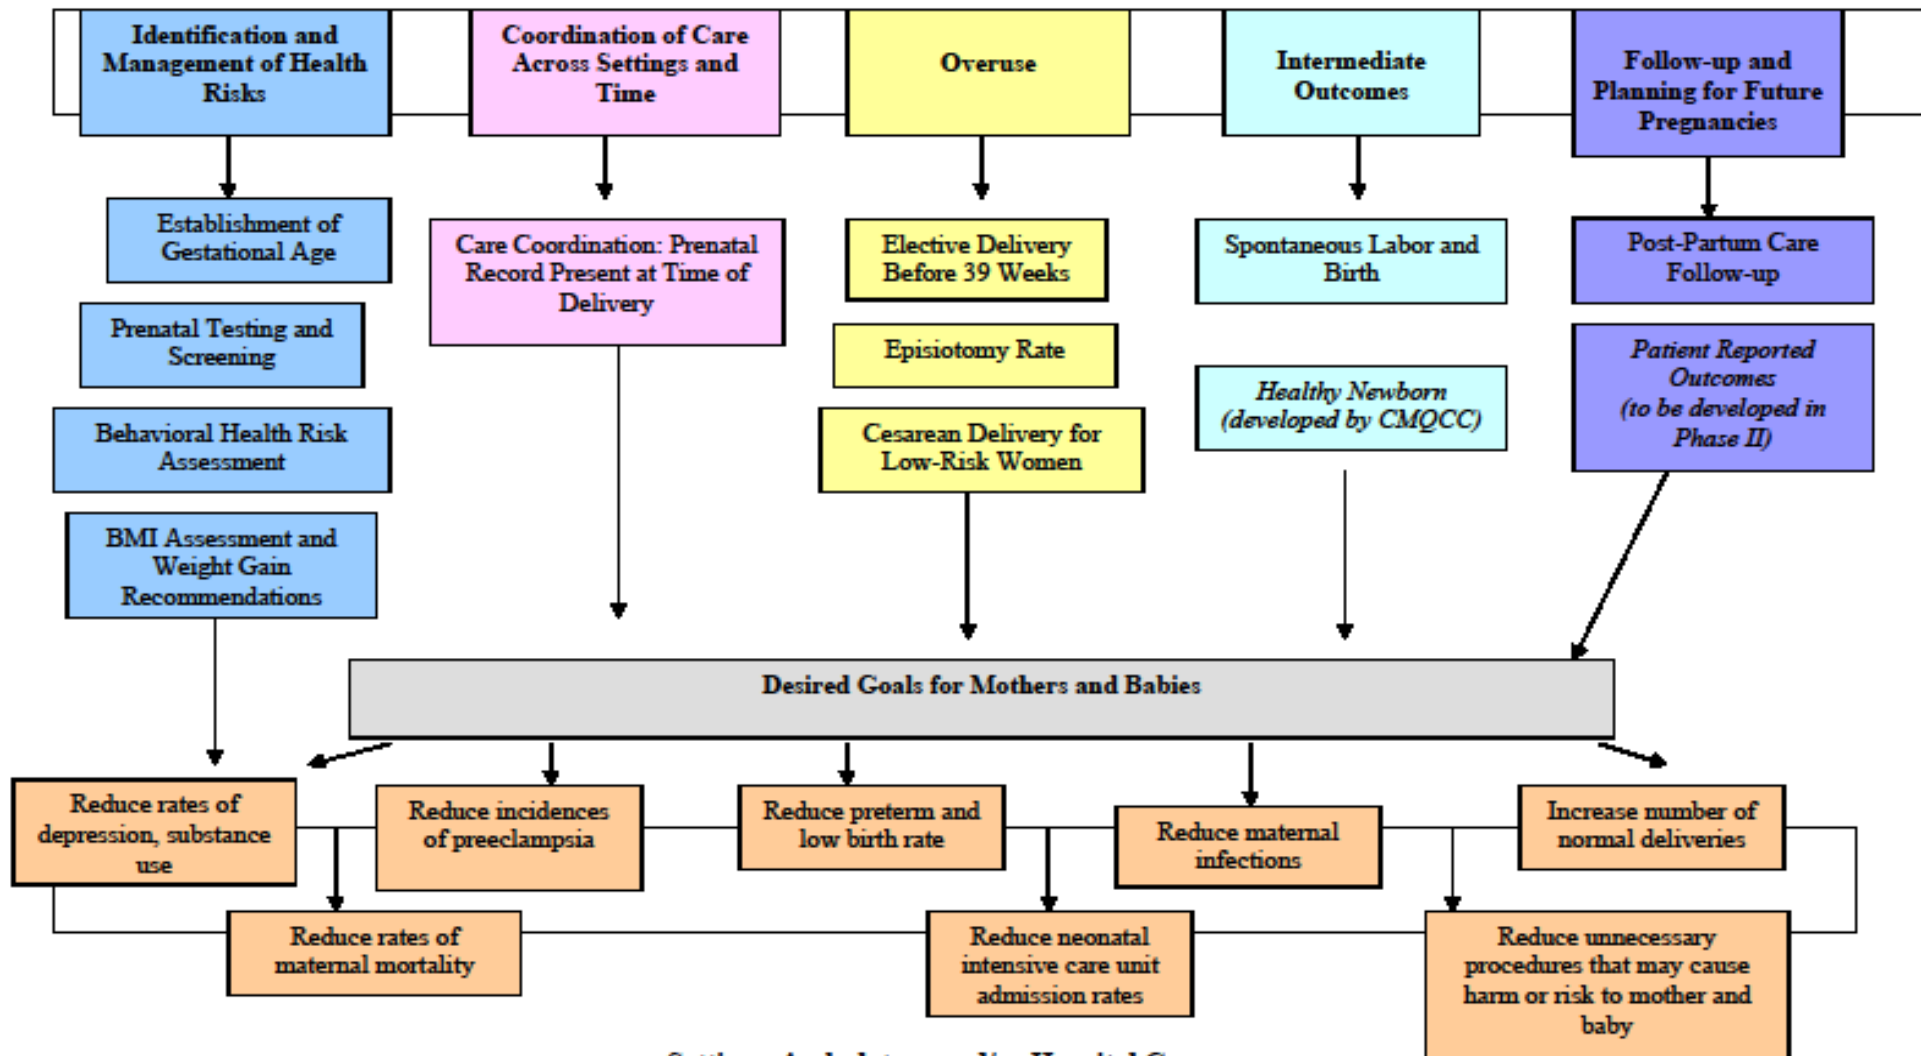 Identification and
Management of Health
Risks
Coordination of Care
Across Settings and
Time
Overuse
Intermediate
Outcomes
Follow-up and
Planning for Future
Pregnancies
Establishment of
Gestational Age
Prenatal Testing and
Screening
Behavioral Health Risk
Assessment
BMI Assessment and
Weight Gain
Recommendations
Care Coordination: Prenatal
Record Present at Time of
Delivery
Elective Delivery
Before 39 Weeks
Episiotomy Rate
Cesarean Delivery for
Low-Risk Women
Spontaneous Labor and
Birth
Healthy Newborn
(developed by CMQCC)
Post-Partum Care
Follow-up
Patient Reported
Outcomes
(to be developed in
Phase II)
Desired Goals for Mothers and Babies
Reduce rates of
depression, substance
use
Reduce incidences
of preeclampsia
Reduce preterm and
low birth rate
Reduce maternal
infections
Increase number of
normal deliveries
Reduce rates of
maternal mortality
Reduce neonatal
intensive care unit
admission rates
Reduce unnecessary
procedures that may cause
harm or risk to mother and
baby